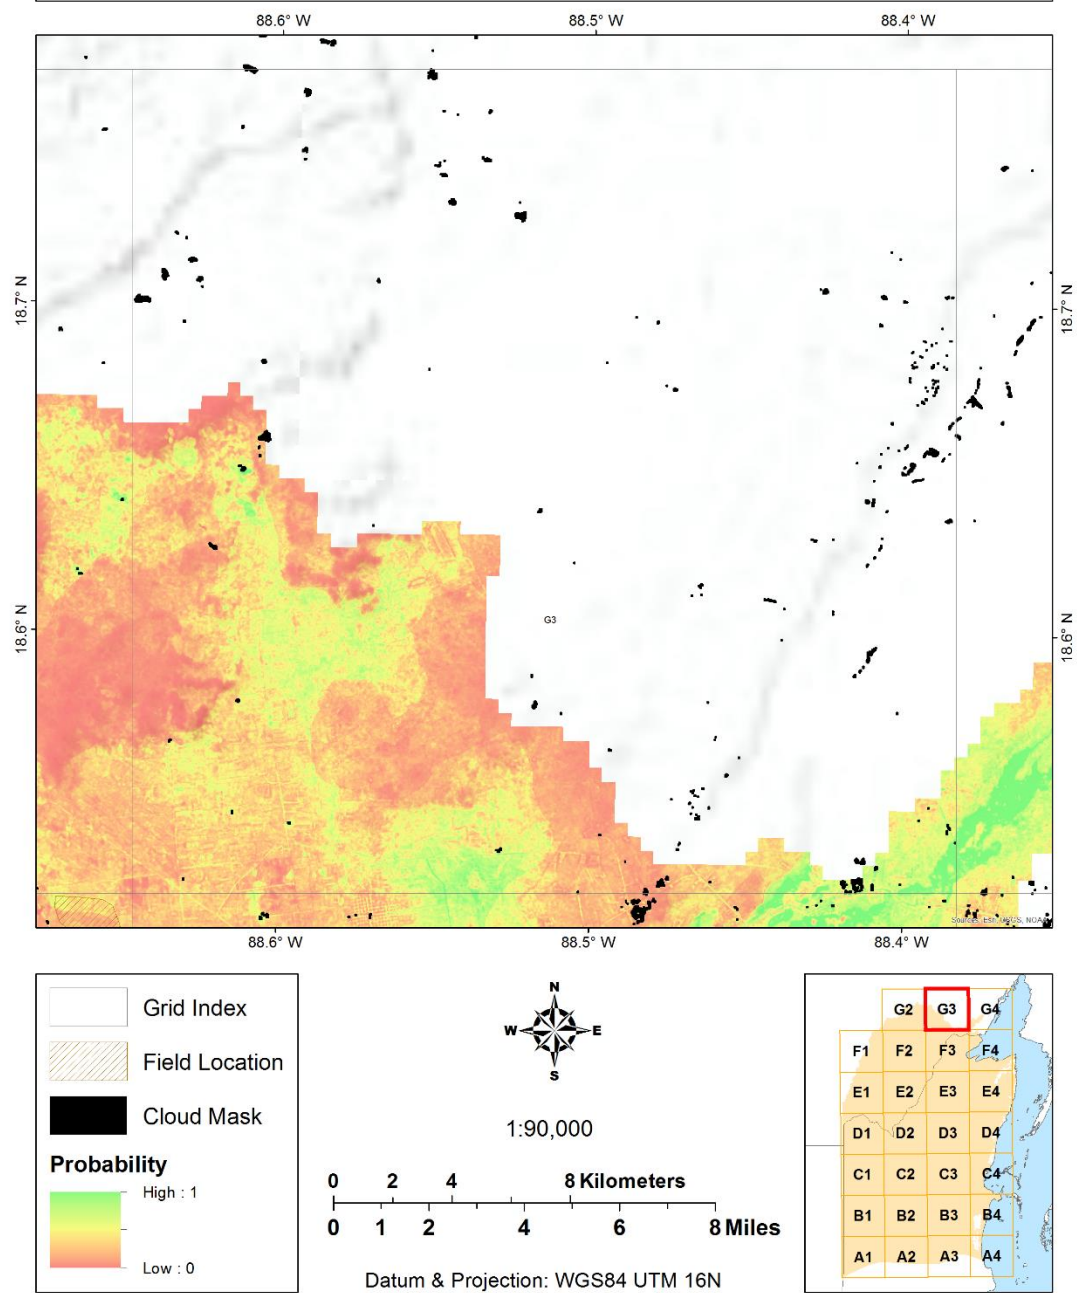 88.6° W 88.5° W 88.4° W
18.7° N
18.7° N
G3
18.6° N
18.6° N
Sources: Esri, USGS, NOAA
88.6° W 88.5° W 88.4° W
Grid Index
Field Location
Cloud Mask
Probability
High : 1
Low : 0
N
W E
S
1:90,000
0 2 4 8 Kilometers
0 1 2 4 6 8 Miles
Datum & Projection: WGS84 UTM 16N
G2 G3 G4
F1 F2 F3 F4
E1 E2 E3 E4
D1 D2 D3 D4
C1 C2 C3 C4
B1 B2 B3 B4
A1 A2 A3 A4